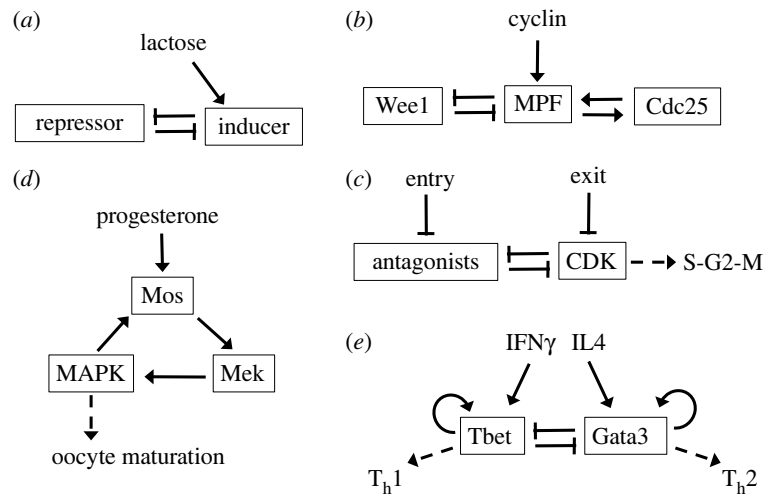 (a)
lactose
repressor
inducer
(b)
cyclin
Wee1
MPF
Cdc25
(d)
progesterone
Mos
MAPK
Mek
oocyte maturation
(c)
entry
exit
antagonists
CDK
S-G2-M
(e)
IFNγ
IL4
Tbet
Gata3
Tₕ1
Tₕ2